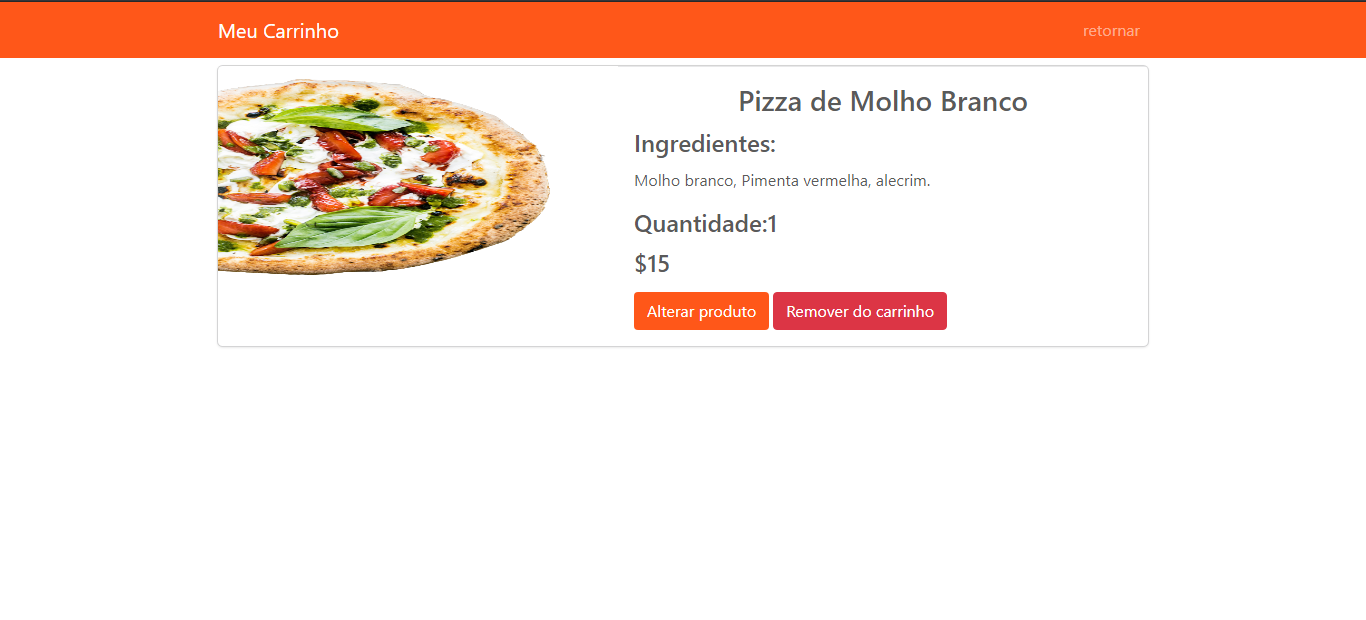 Meu Carrinho
retornar
Pizza de Molho Branco
Ingredientes:
Molho branco, Pimenta vermelha, alecrim.
Quantidade:1
$15
Alterar produto
Remover do carrinho